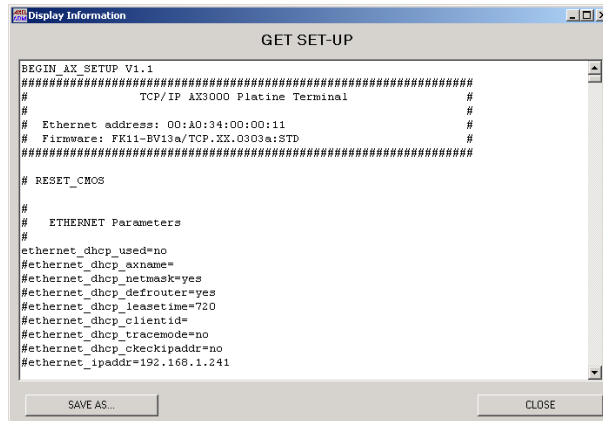 AXEL
ADM
Display Information
GET SET-UP
BEGIN_AX_SETUP V1.1
#################################################################
# TCP/IP AX3000 Platine Terminal #
# #
# Ethernet address: 00:A0:34:00:00:11 #
# Firmware: FK11-BV13a/TCP.XX.0303a:STD #
#################################################################
# RESET_CMOS
#
# ETHERNET Parameters
#
ethernet_dhcp_used=no
#ethernet_dhcp_axname=
#ethernet_dhcp_netmask=yes
#ethernet_dhcp_defrouter=yes
#ethernet_dhcp_leasetime=720
#ethernet_dhcp_clientid=
#ethernet_dhcp_tracemode=no
#ethernet_dhcp_ckeckipaddr=no
#ethernet_ipaddr=192.168.1.241
SAVE AS...
CLOSE